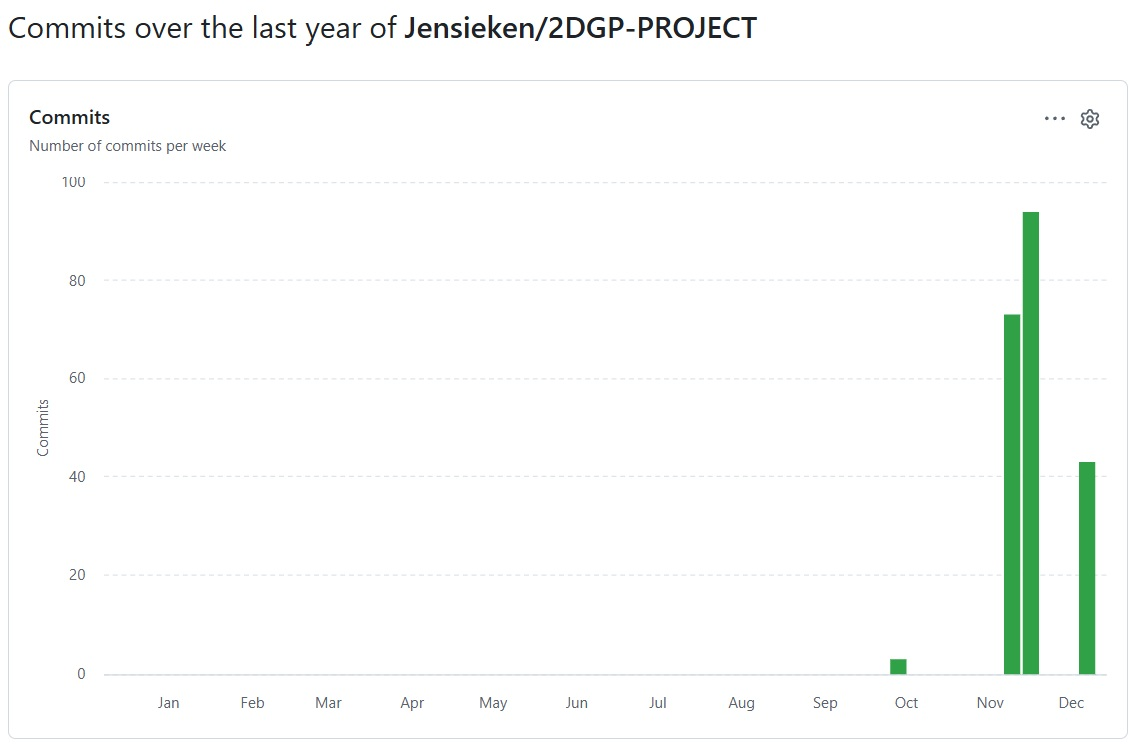 Commits over the last year of Jensieken/2DGP-PROJECT
Commits
Number of commits per week
100
80
60
40
20
0
Commits
Jan Feb Mar Apr May Jun Jul Aug Sep Oct Nov Dec